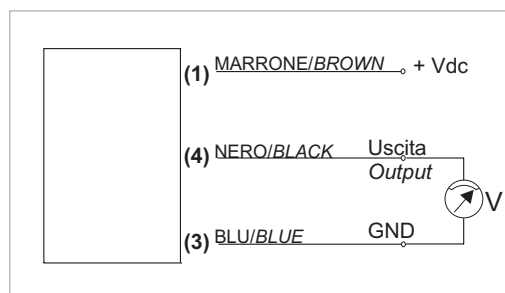 (1) MARRONE/BROWN + Vdc
(4) NERO/BLACK Uscita
Output
V
(3) BLU/BLUE GND